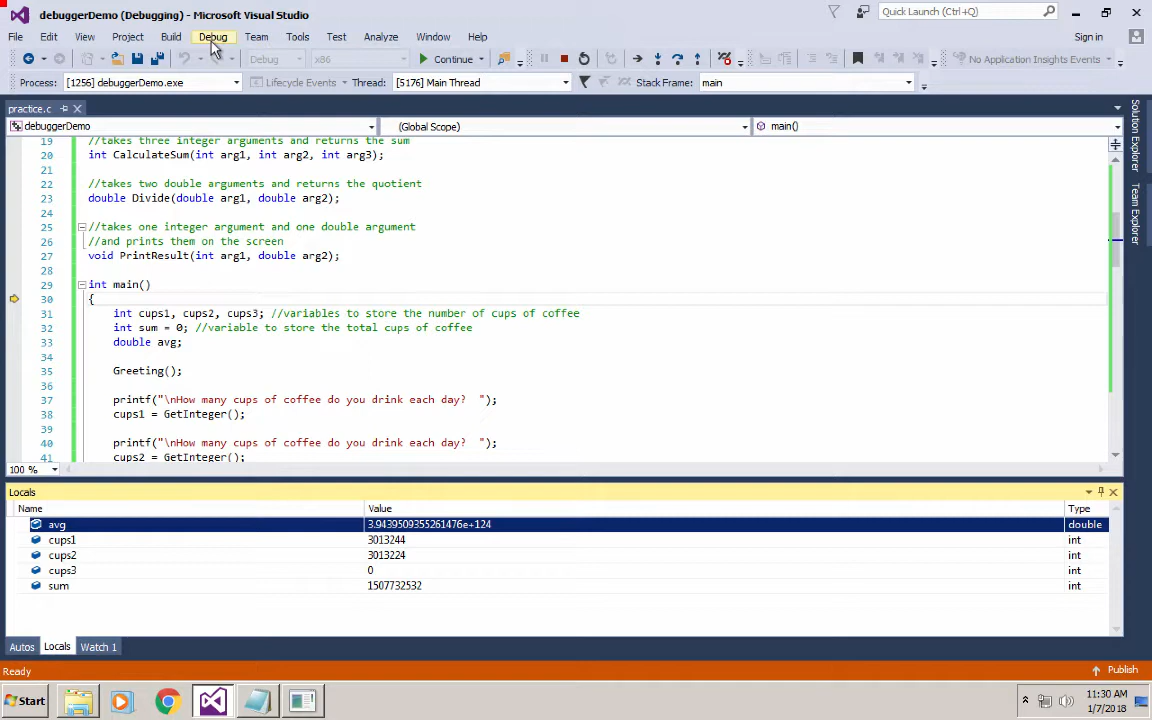 debuggerDemo (Debugging) - Microsoft Visual Studio
Quick Launch (Ctrl+Q)
File Edit View Project Build Debug Team Tools Test Analyze Window Help Sign in
Debug x86 Continue No Application Insights Events
Process: [1256] debuggerDemo.exe Lifecycle Events Thread: [5176] Main Thread Stack Frame: main
practice.c
debuggerDemo (Global Scope) main()
19 //takes three integer arguments and returns the sum
20 int CalculateSum(int arg1, int arg2, int arg3);
21
22 //takes two double arguments and returns the quotient
23 double Divide(double arg1, double arg2);
24
25 //takes one integer argument and one double argument
26 //and prints them on the screen
27 void PrintResult(int arg1, double arg2);
28
29 int main()
30 {
31 int cups1, cups2, cups3; //variables to store the number of cups of coffee
32 int sum = 0; //variable to store the total cups of coffee
33 double avg;
34
35 Greeting();
36
37 printf("\nHow many cups of coffee do you drink each day?  ");
38 cups1 = GetInteger();
39
40 printf("\nHow many cups of coffee do you drink each day?  ");
41 cups2 = GetInteger();
100 %
Solution Explorer
Team Explorer
Locals
Name Value Type
avg 3.9439509355261476e+124 double
cups1 3013244 int
cups2 3013224 int
cups3 0 int
sum 1507732532 int
Autos Locals Watch 1
Ready Publish
Start 11:30 AM
1/7/2018